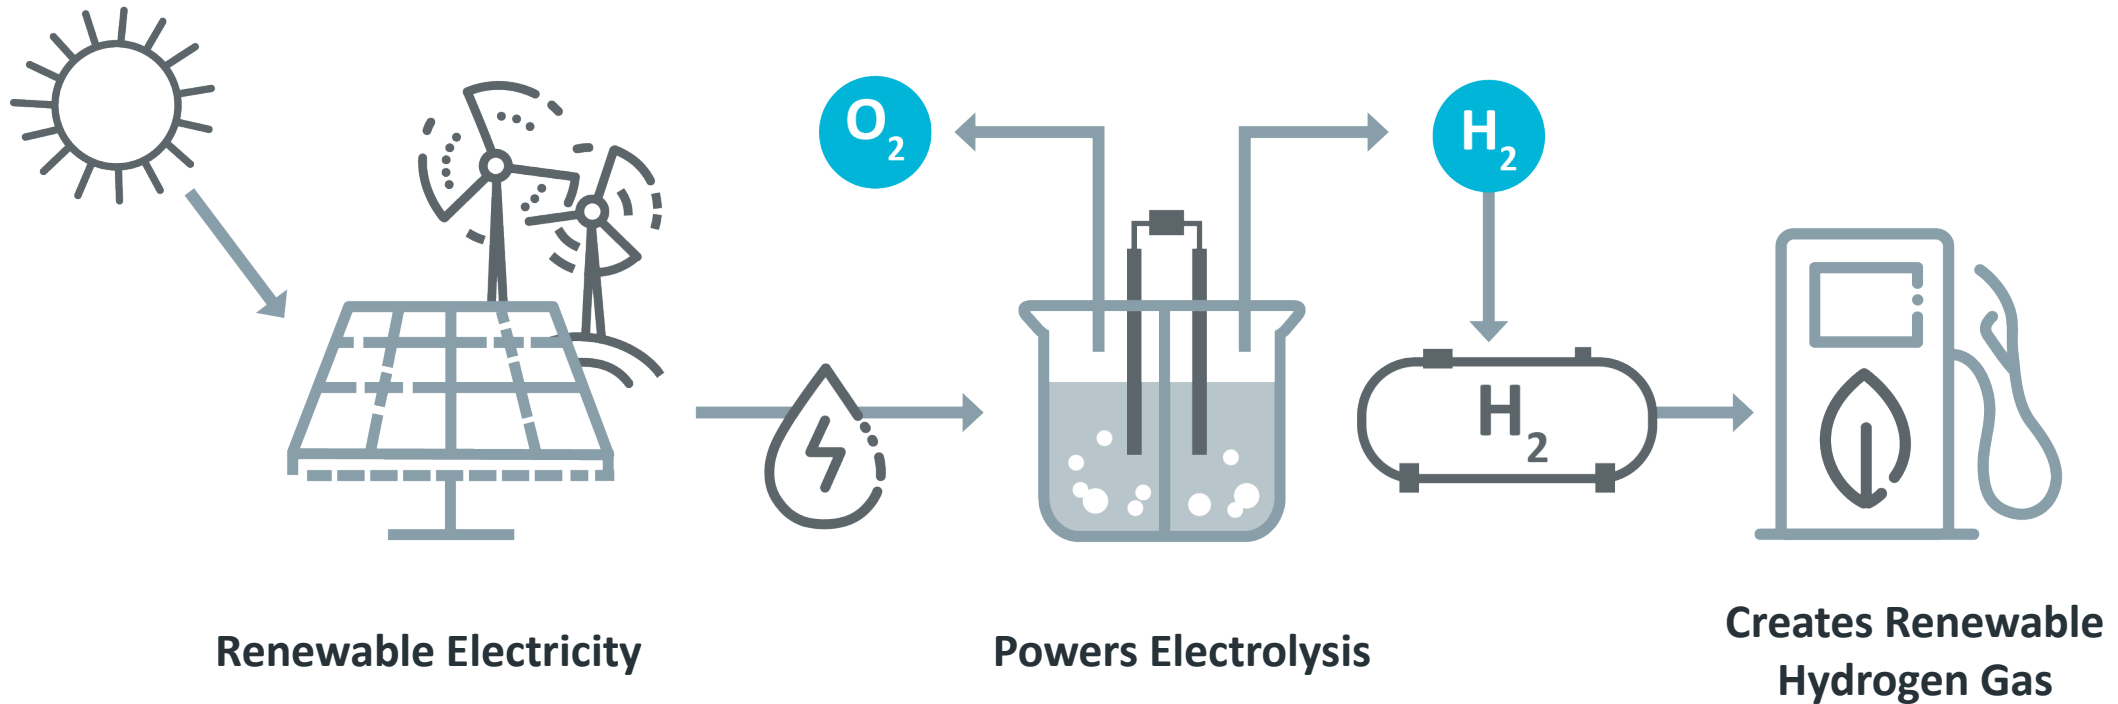 O₂
H₂
H₂
Renewable Electricity
Powers Electrolysis
Creates Renewable
Hydrogen Gas